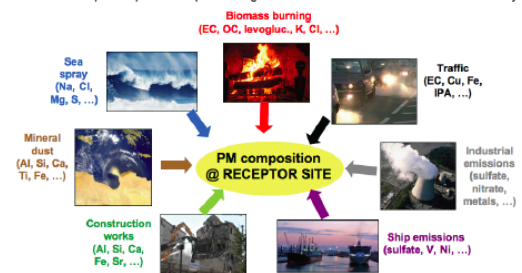 Biomass burning
(EC, OC, levogluc., K, Cl, ...)
Sea
spray
(Na, Cl,
Mg, S, ...)
Traffic
(EC, Cu, Fe,
IPA, ...)
Mineral
dust
(Al, Si, Ca,
Ti, Fe, ...)
PM composition
@ RECEPTOR SITE
Industrial
emissions
(sulfate,
nitrate,
metals, ...)
Construction
works
(Al, Si, Ca,
Fe, Sr, ...)
Ship emissions
(sulfate, V, Ni, ...)